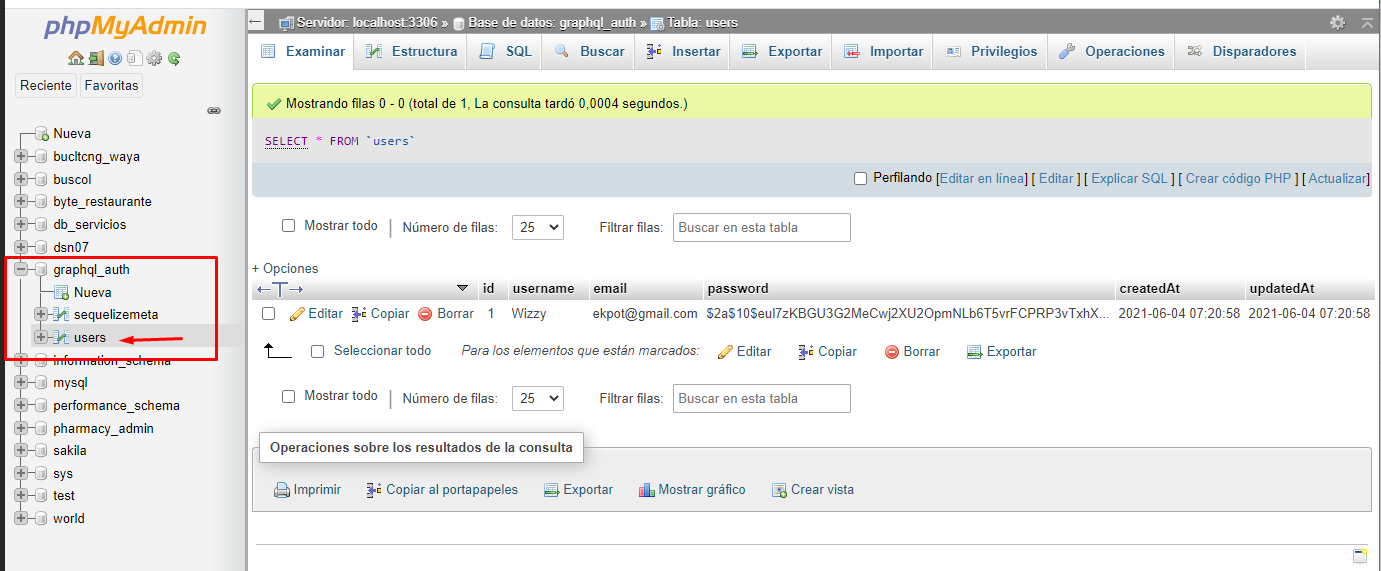 phpMyAdmin
Reciente Favoritas
Nueva
bucltcng_waya
buscol
byte_restaurante
db_servicios
dsn07
graphql_auth
Nueva
sequelizemeta
users
information_schema
mysql
performance_schema
pharmacy_admin
sakila
sys
test
world
Servidor: localhost:3306 » Base de datos: graphql_auth » Tabla: users
Examinar Estructura SQL Buscar Insertar Exportar Importar Privilegios Operaciones Disparadores
Mostrando filas 0 - 0 (total de 1, La consulta tardó 0,0004 segundos.)
SELECT * FROM `users`
Perfilando [Editar en línea] [ Editar ] [ Explicar SQL ] [ Crear código PHP ] [ Actualizar]
Mostrar todo | Número de filas: 25 Filtrar filas: Buscar en esta tabla
+ Opciones
id username email password createdAt updatedAt
Editar Copiar Borrar 1 Wizzy ekpot@gmail.com $2a$10$euI7zKBGU3G2MeCwj2XU2OpmNLb6T5vrFCPRP3vTxhX... 2021-06-04 07:20:58 2021-06-04 07:20:58
Seleccionar todo Para los elementos que están marcados: Editar Copiar Borrar Exportar
Mostrar todo | Número de filas: 25 Filtrar filas: Buscar en esta tabla
Operaciones sobre los resultados de la consulta
Imprimir Copiar al portapapeles Exportar Mostrar gráfico Crear vista